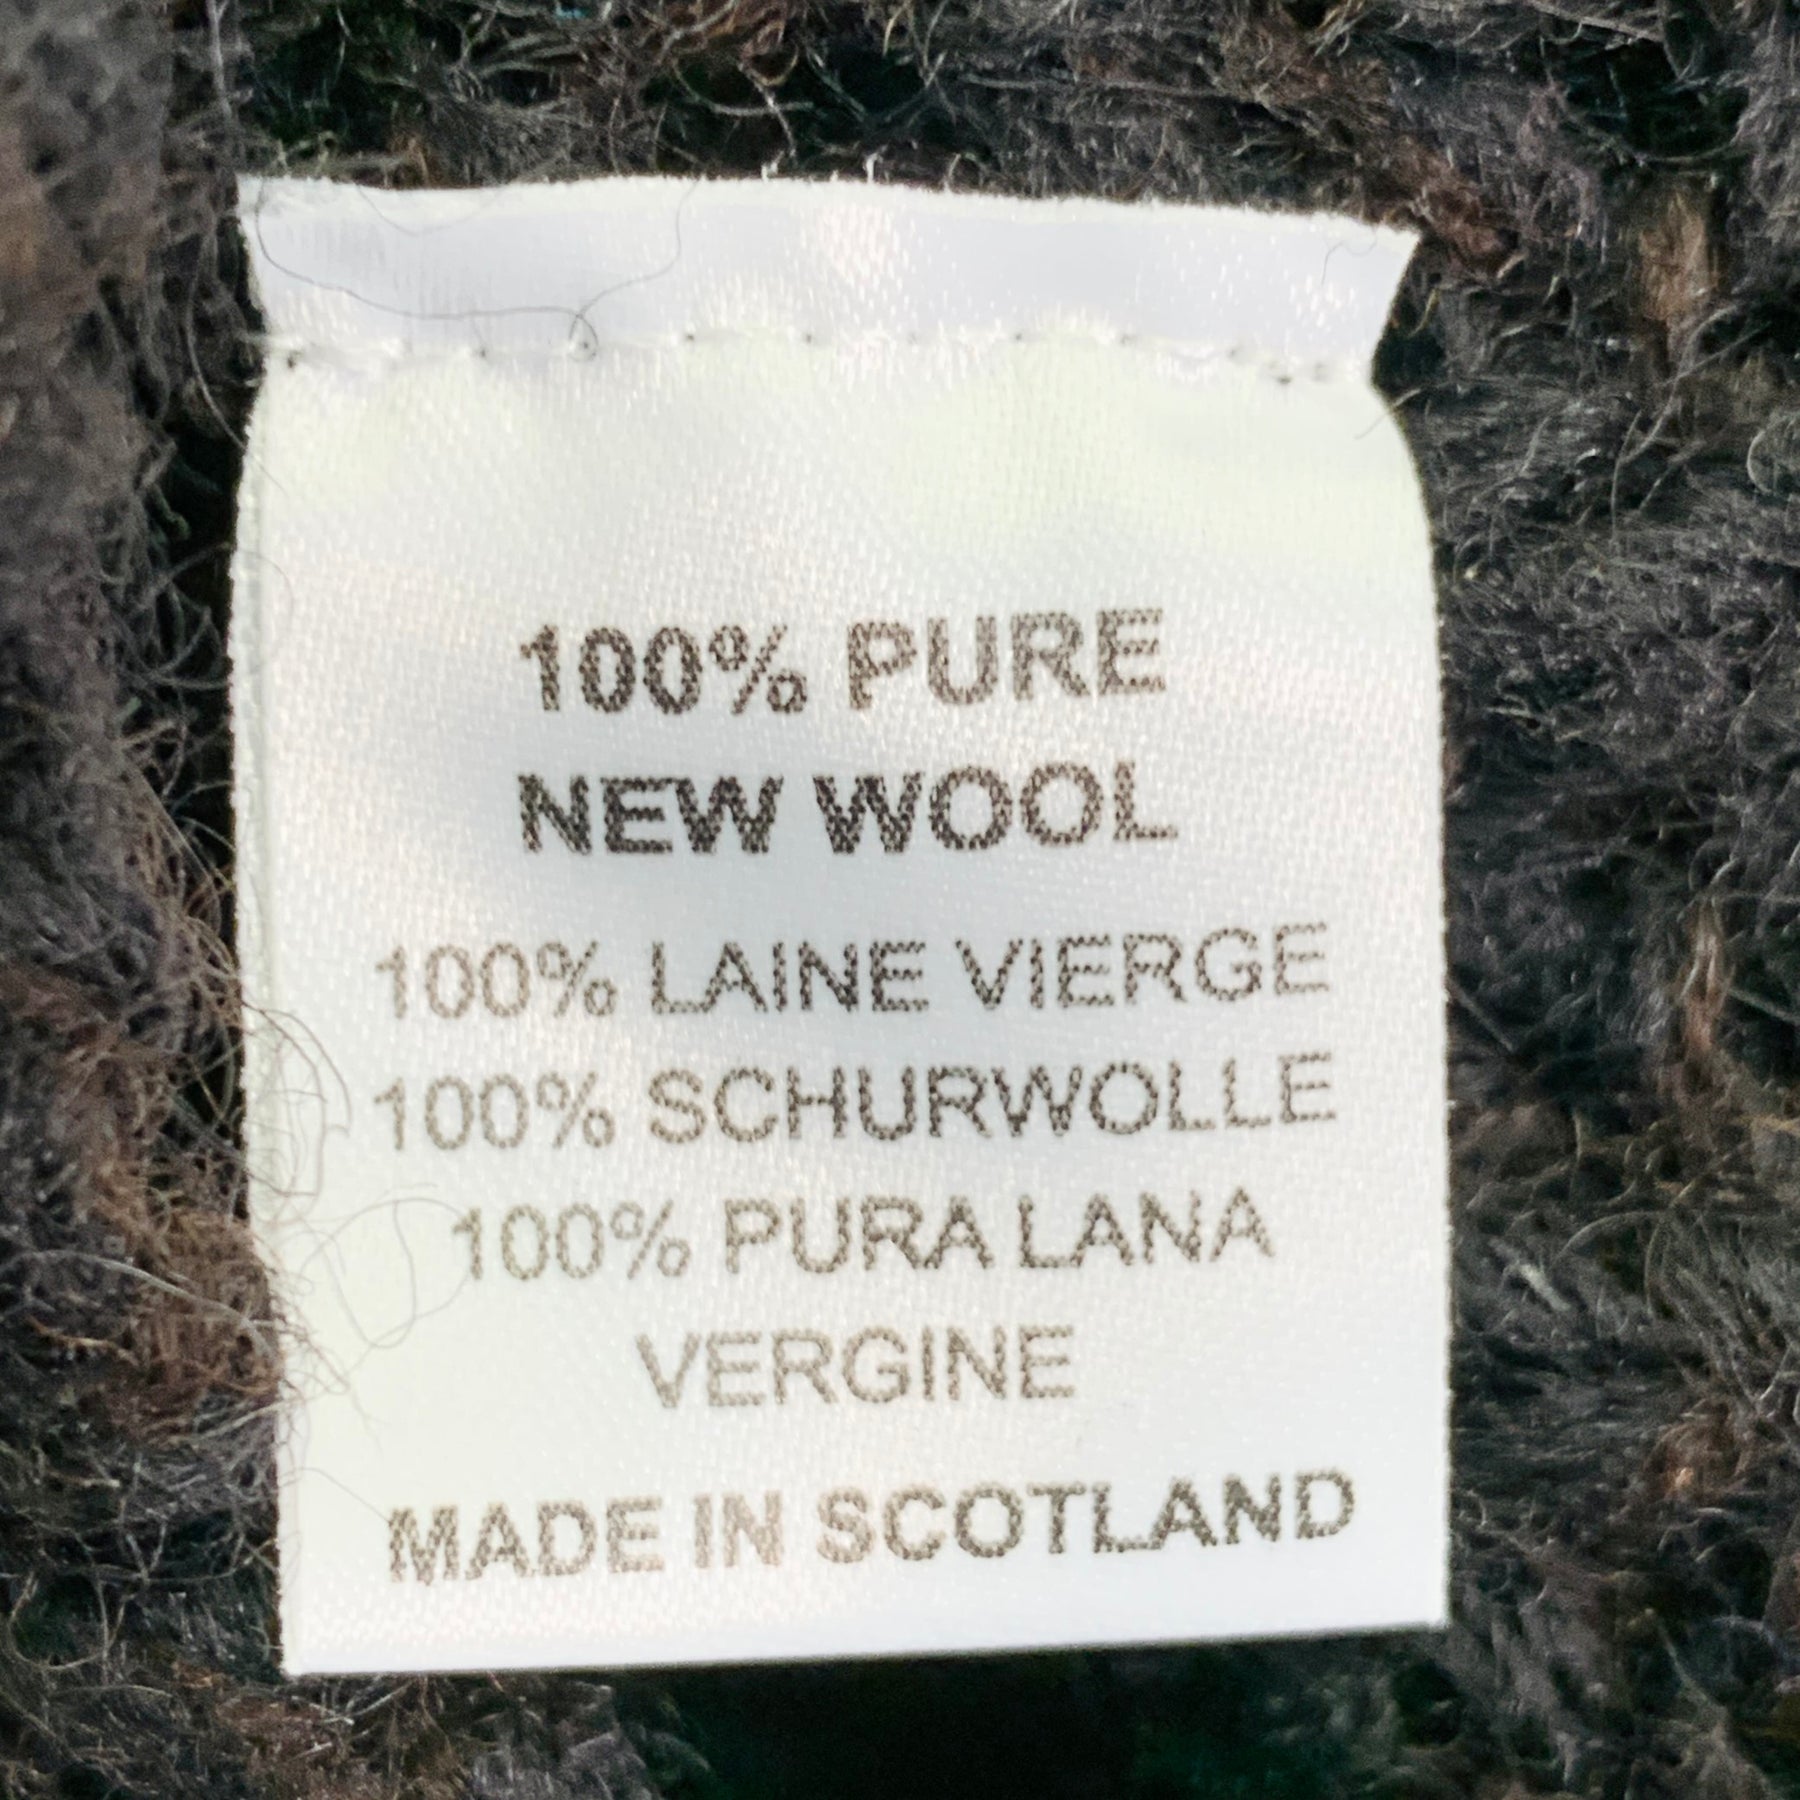 100% PURE
NEW WOOL
100% LAINE VIERGE
100% SCHURWOLLE
100% PURA LANA
VERGINE
MADE IN SCOTLAND